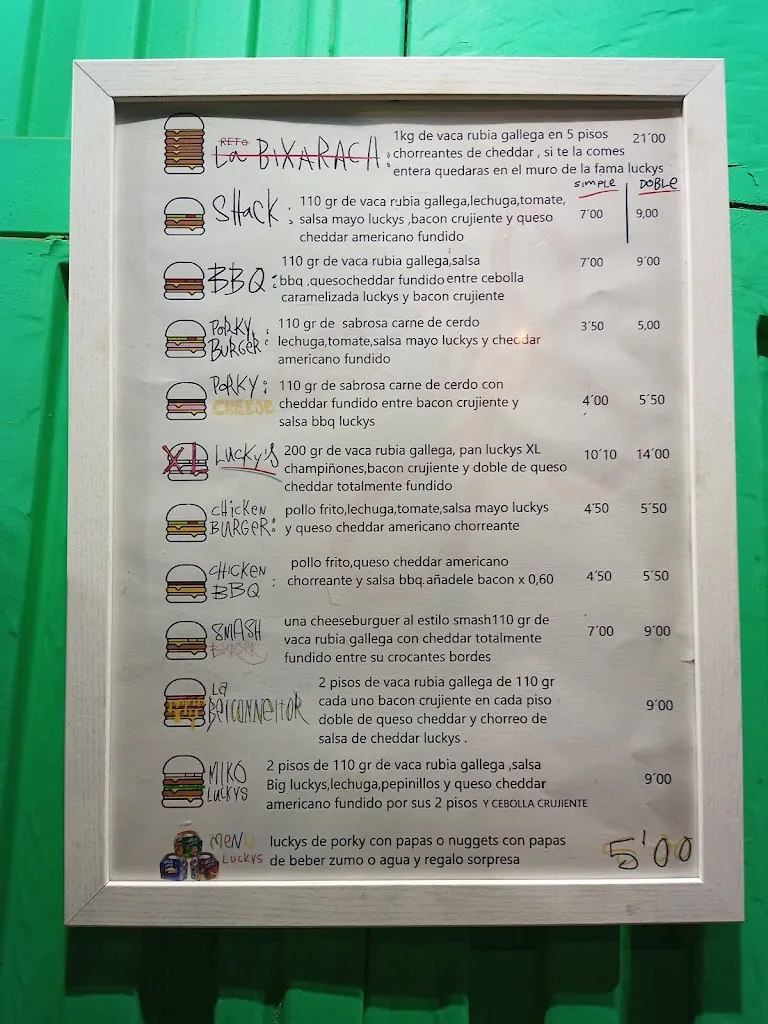 RETO
La BIXARACA : 1kg de vaca rubia gallega en 5 pisos 21´00
chorreantes de cheddar , si te la comes
entera quedaras en el muro de la fama luckys
SIMPLE DOBLE
SHACK : 110 gr de vaca rubia gallega,lechuga,tomate,
salsa mayo luckys ,bacon crujiente y queso 7´00 9,00
cheddar americano fundido
BBQ : 110 gr de vaca rubia gallega,salsa 7´00 9´00
bbq ,quesocheddar fundido entre cebolla
caramelizada luckys y bacon crujiente
PORKY BURGER : 110 gr de sabrosa carne de cerdo 3´50 5,00
lechuga,tomate,salsa mayo luckys y cheddar
americano fundido
PORKY : 110 gr de sabrosa carne de cerdo con
CHEESE cheddar fundido entre bacon crujiente y 4´00 5´50
salsa bbq luckys
XL LUCKY'S 200 gr de vaca rubia gallega, pan luckys XL 10´10 14´00
champiñones,bacon crujiente y doble de queso
cheddar totalmente fundido
CHICKEN pollo frito,lechuga,tomate,salsa mayo luckys 4´50 5´50
BURGER : y queso cheddar americano chorreante
CHICKEN pollo frito,queso cheddar americano
BBQ : chorreante y salsa bbq.añadele bacon x 0,60 4´50 5´50
SMASH una cheeseburguer al estilo smash110 gr de
BURGER vaca rubia gallega con cheddar totalmente 7´00 9´00
fundido entre su crocantes bordes
LA 2 pisos de vaca rubia gallega de 110 gr
BEICONNEITOR cada uno bacon crujiente en cada piso 9´00
doble de queso cheddar y chorreo de
salsa de cheddar luckys .
MIKO 2 pisos de 110 gr de vaca rubia gallega ,salsa
LUCKYS Big luckys,lechuga,pepinillos y queso cheddar 9´00
americano fundido por sus 2 pisos Y CEBOLLA CRUJIENTE
MENU luckys de porky con papas o nuggets con papas 5'00
LUCKYS de beber zumo o agua y regalo sorpresa